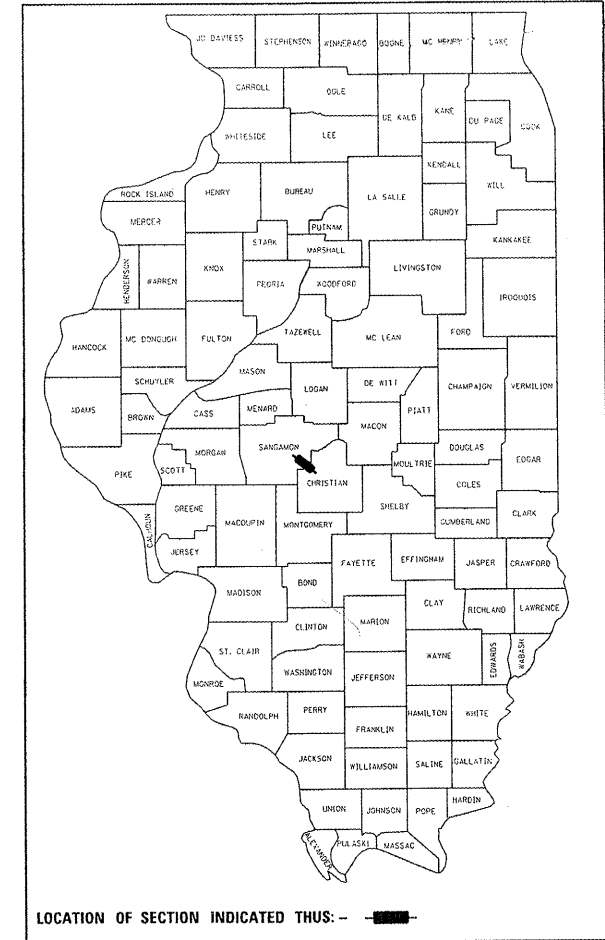 JO DAVIESS STEPHENSON WINNEBAGO BOONE MC HENRY LAKE
CARROLL OGLE
DE KALB KANE DU PAGE COOK
WHITESIDE LEE
KENDALL WILL
ROCK ISLAND HENRY BUREAU LA SALLE GRUNDY
MERCER PUTNAM KANKAKEE
STARK MARSHALL
HENDERSON WARREN KNOX PEORIA WOODFORD LIVINGSTON IROQUOIS
HANCOCK MC DONOUGH FULTON TAZEWELL MC LEAN FORD
MASON
SCHUYLER LOGAN DE WITT CHAMPAIGN VERMILION
ADAMS BROWN CASS MENARD MACON PIATT
SANGAMON DOUGLAS EDGAR
PIKE SCOTT MORGAN CHRISTIAN MOULTRIE COLES
CALHOUN GREENE MACOUPIN MONTGOMERY SHELBY CUMBERLAND CLARK
JERSEY FAYETTE EFFINGHAM JASPER CRAWFORD
MADISON BOND CLAY RICHLAND LAWRENCE
CLINTON MARION
ST. CLAIR WAYNE EDWARDS WABASH
WASHINGTON JEFFERSON
MONROE
RANDOLPH PERRY HAMILTON WHITE
FRANKLIN
JACKSON WILLIAMSON SALINE GALLATIN
UNION JOHNSON POPE HARDIN
ALEXANDER PULASKI MASSAC
LOCATION OF SECTION INDICATED THUS: -